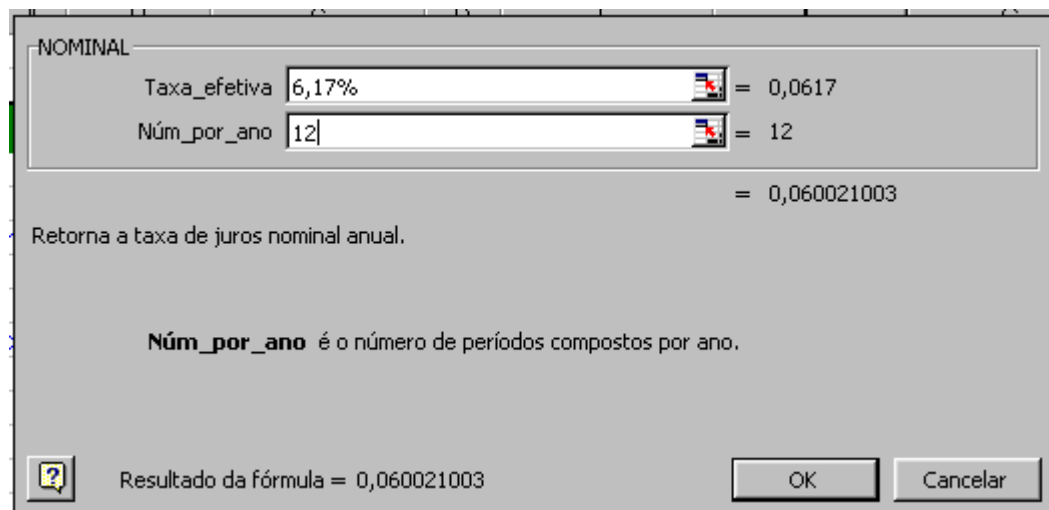 NOMINAL
Taxa_efetiva 6,17% = 0,0617
Núm_por_ano 12 = 12
= 0,060021003
Retorna a taxa de juros nominal anual.
Núm_por_ano é o número de períodos compostos por ano.
Resultado da fórmula = 0,060021003 OK Cancelar